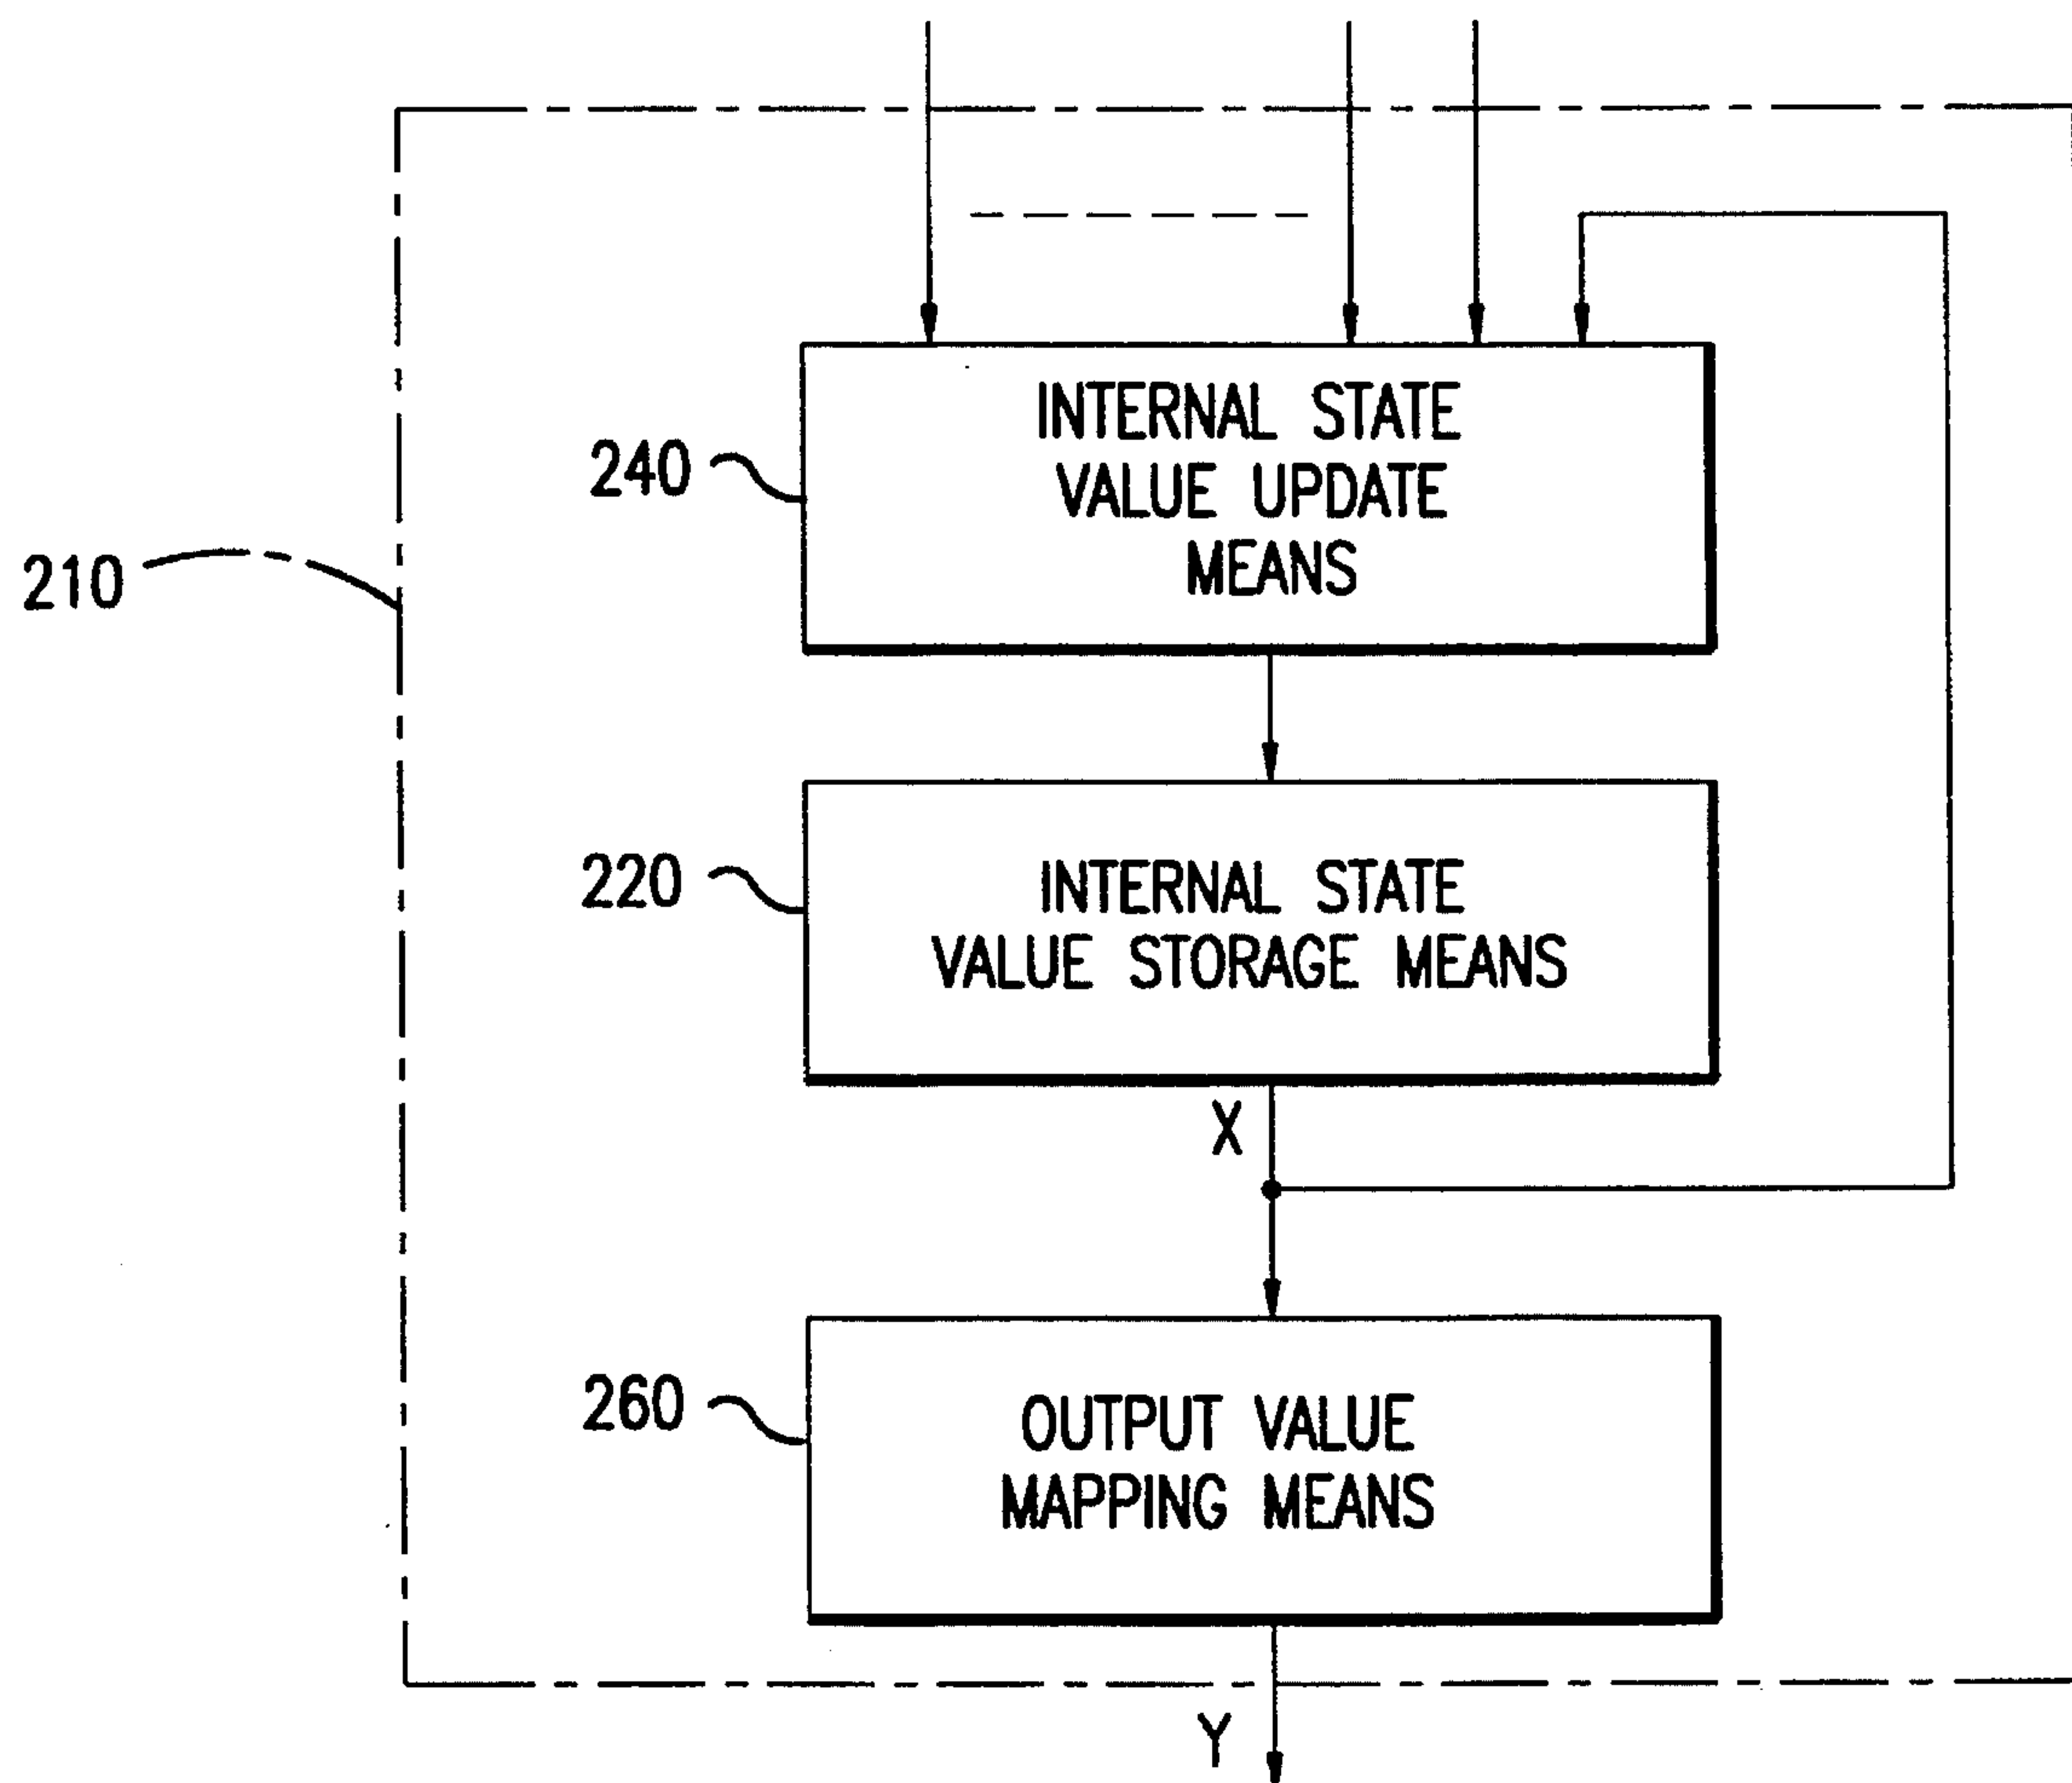 INTERNAL STATE
VALUE UPDATE
MEANS
240
210
INTERNAL STATE
VALUE STORAGE MEANS
220
X
OUTPUT VALUE
MAPPING MEANS
260
Y